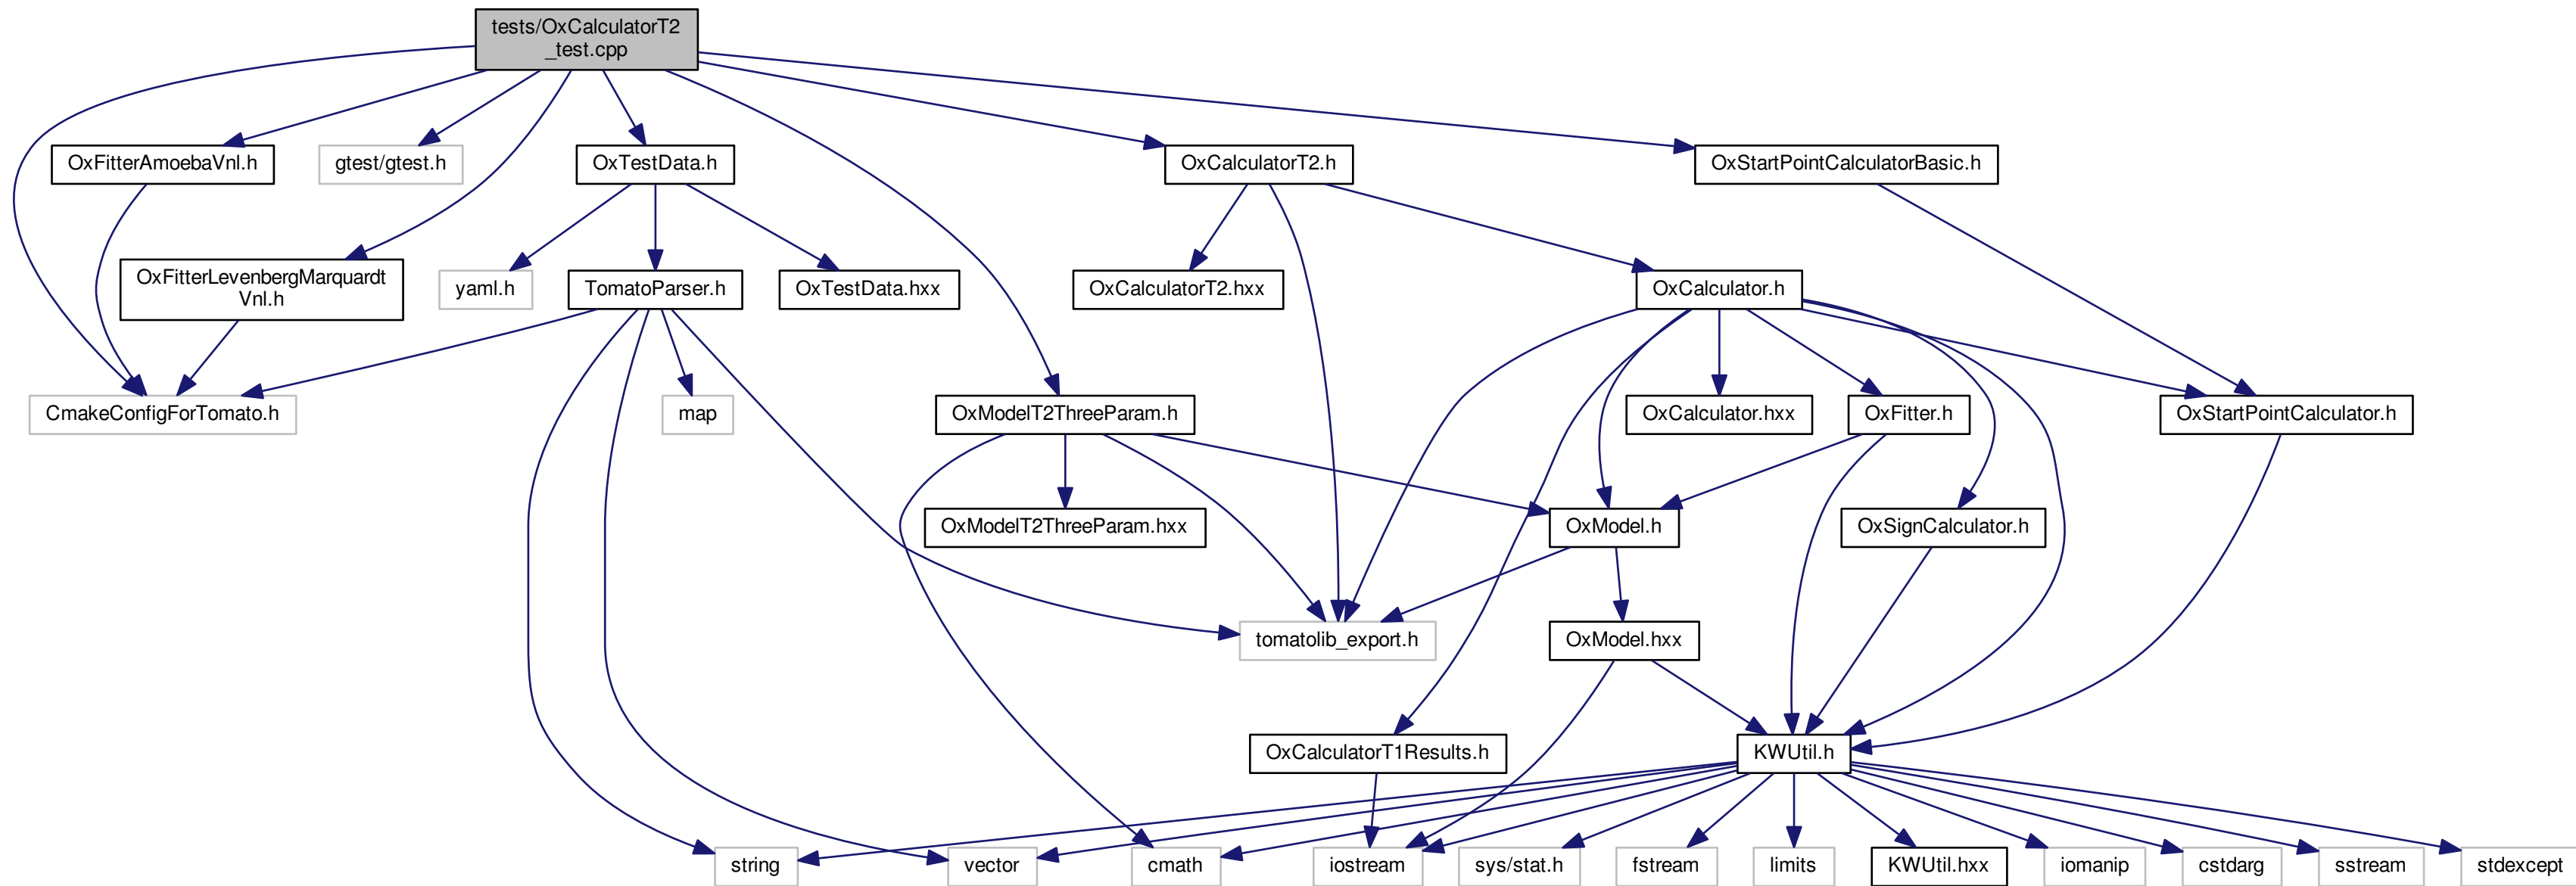 tests/OxCalculatorT2
_test.cpp
OxFitterAmoebaVnl.h
gtest/gtest.h
OxTestData.h
OxCalculatorT2.h
OxStartPointCalculatorBasic.h
OxFitterLevenbergMarquardt
Vnl.h
yaml.h
TomatoParser.h
OxTestData.hxx
OxCalculatorT2.hxx
OxCalculator.h
CmakeConfigForTomato.h
map
OxModelT2ThreeParam.h
OxCalculator.hxx
OxFitter.h
OxStartPointCalculator.h
OxModelT2ThreeParam.hxx
OxModel.h
OxSignCalculator.h
tomatolib_export.h
OxModel.hxx
OxCalculatorT1Results.h
KWUtil.h
string
vector
cmath
iostream
sys/stat.h
fstream
limits
KWUtil.hxx
iomanip
cstdarg
sstream
stdexcept